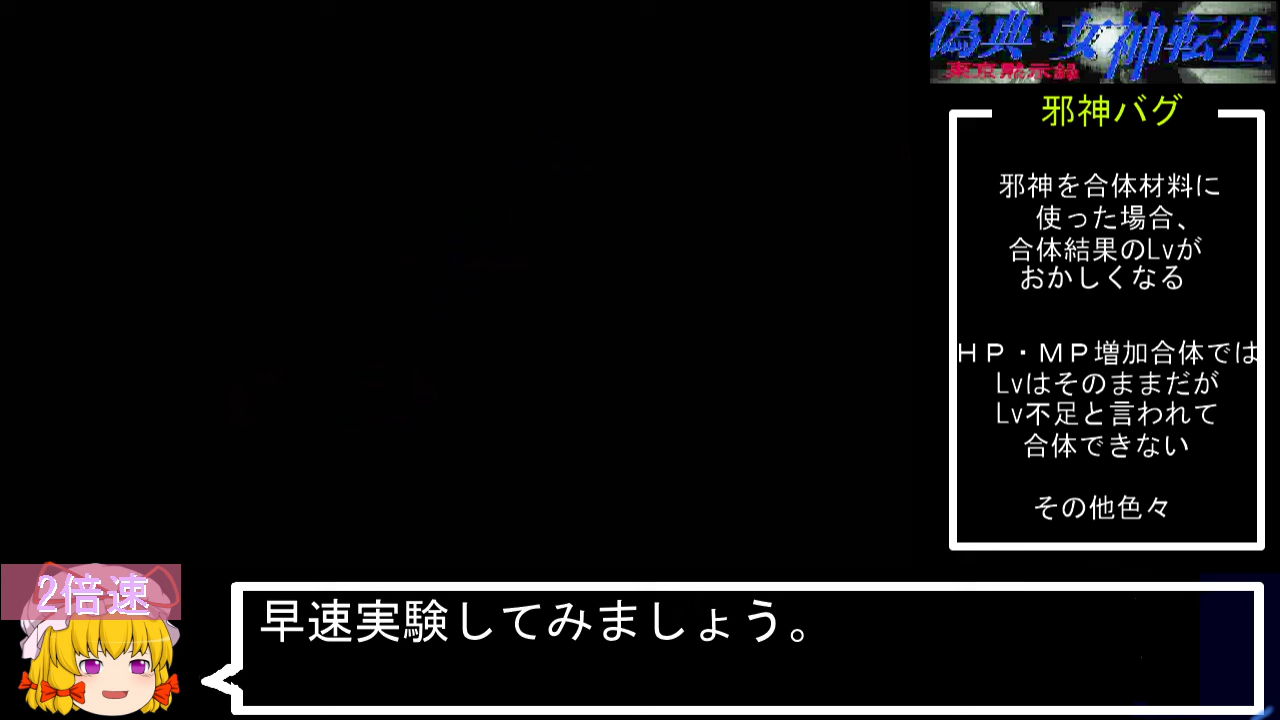 偽典・女神転生
東京黙示録
邪神バグ
邪神を合体材料に
使った場合、
合体結果のLvが
おかしくなる
ＨＰ・ＭＰ増加合体では
Lvはそのままだが
Lv不足と言われて
合体できない
その他色々
2倍速
早速実験してみましょう。